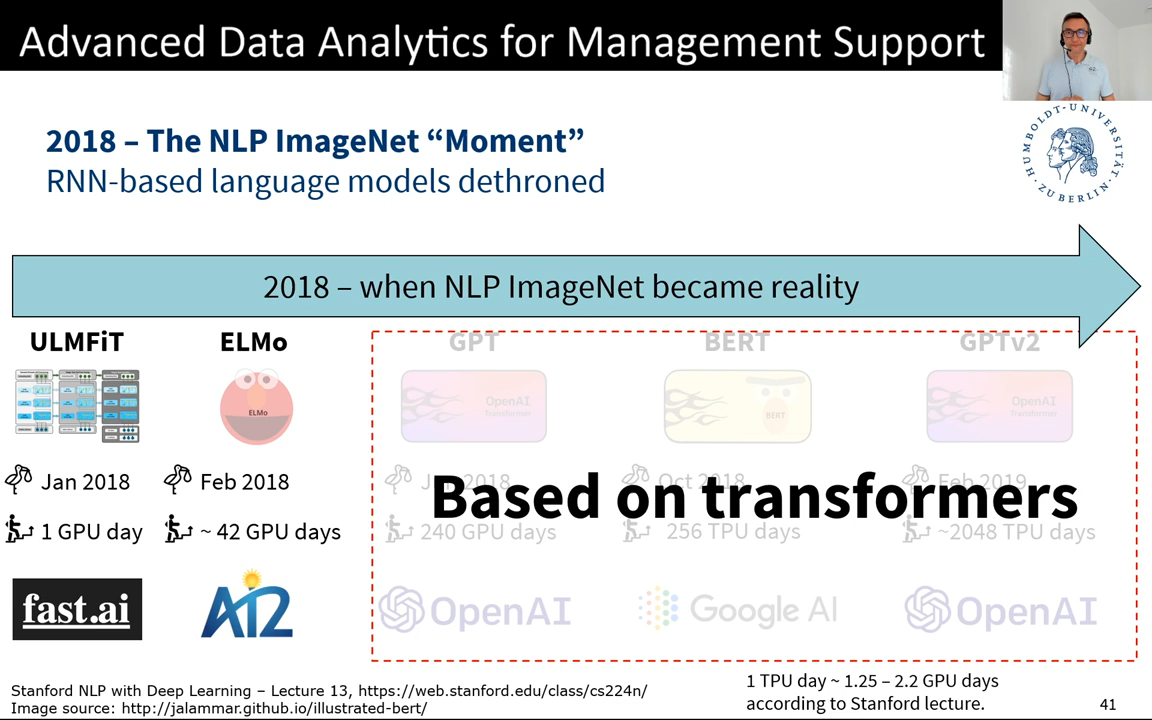 Advanced Data Analytics for Management Support
2018 – The NLP ImageNet “Moment”
RNN-based language models dethroned
HUMBOLDT-UNIVERSITÄT
ZU BERLIN
2018 – when NLP ImageNet became reality
ULMFiT ELMo GPT BERT GPTv2
ELMo
OpenAI
Transformer
BERT
OpenAI
Transformer
Jan 2018 Feb 2018 2018 Oct 2018 Feb 2019
Based on transformers
1 GPU day ~ 42 GPU days 240 GPU days 256 TPU days ~2048 TPU days
fast.ai AI2 OpenAI Google AI OpenAI
Stanford NLP with Deep Learning – Lecture 13, https://web.stanford.edu/class/cs224n/
Image source: http://jalammar.github.io/illustrated-bert/
1 TPU day ~ 1.25 – 2.2 GPU days
according to Stanford lecture.
41